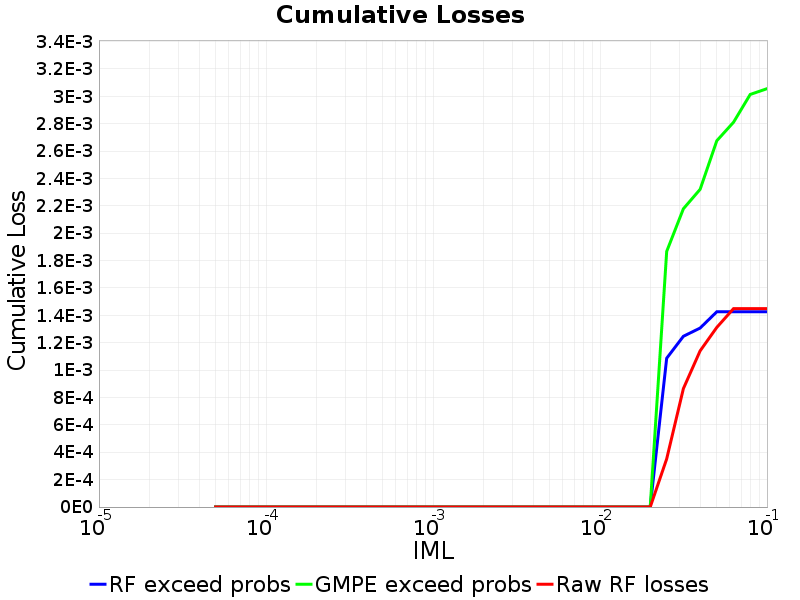 Cumulative Losses
Cumulative Loss
3.4E-3
3.2E-3
3E-3
2.8E-3
2.6E-3
2.4E-3
2.2E-3
2E-3
1.8E-3
1.6E-3
1.4E-3
1.2E-3
1E-3
8E-4
6E-4
4E-4
2E-4
0E0
10^-5 10^-4 10^-3 10^-2 10^-1
IML
RF exceed probs GMPE exceed probs Raw RF losses